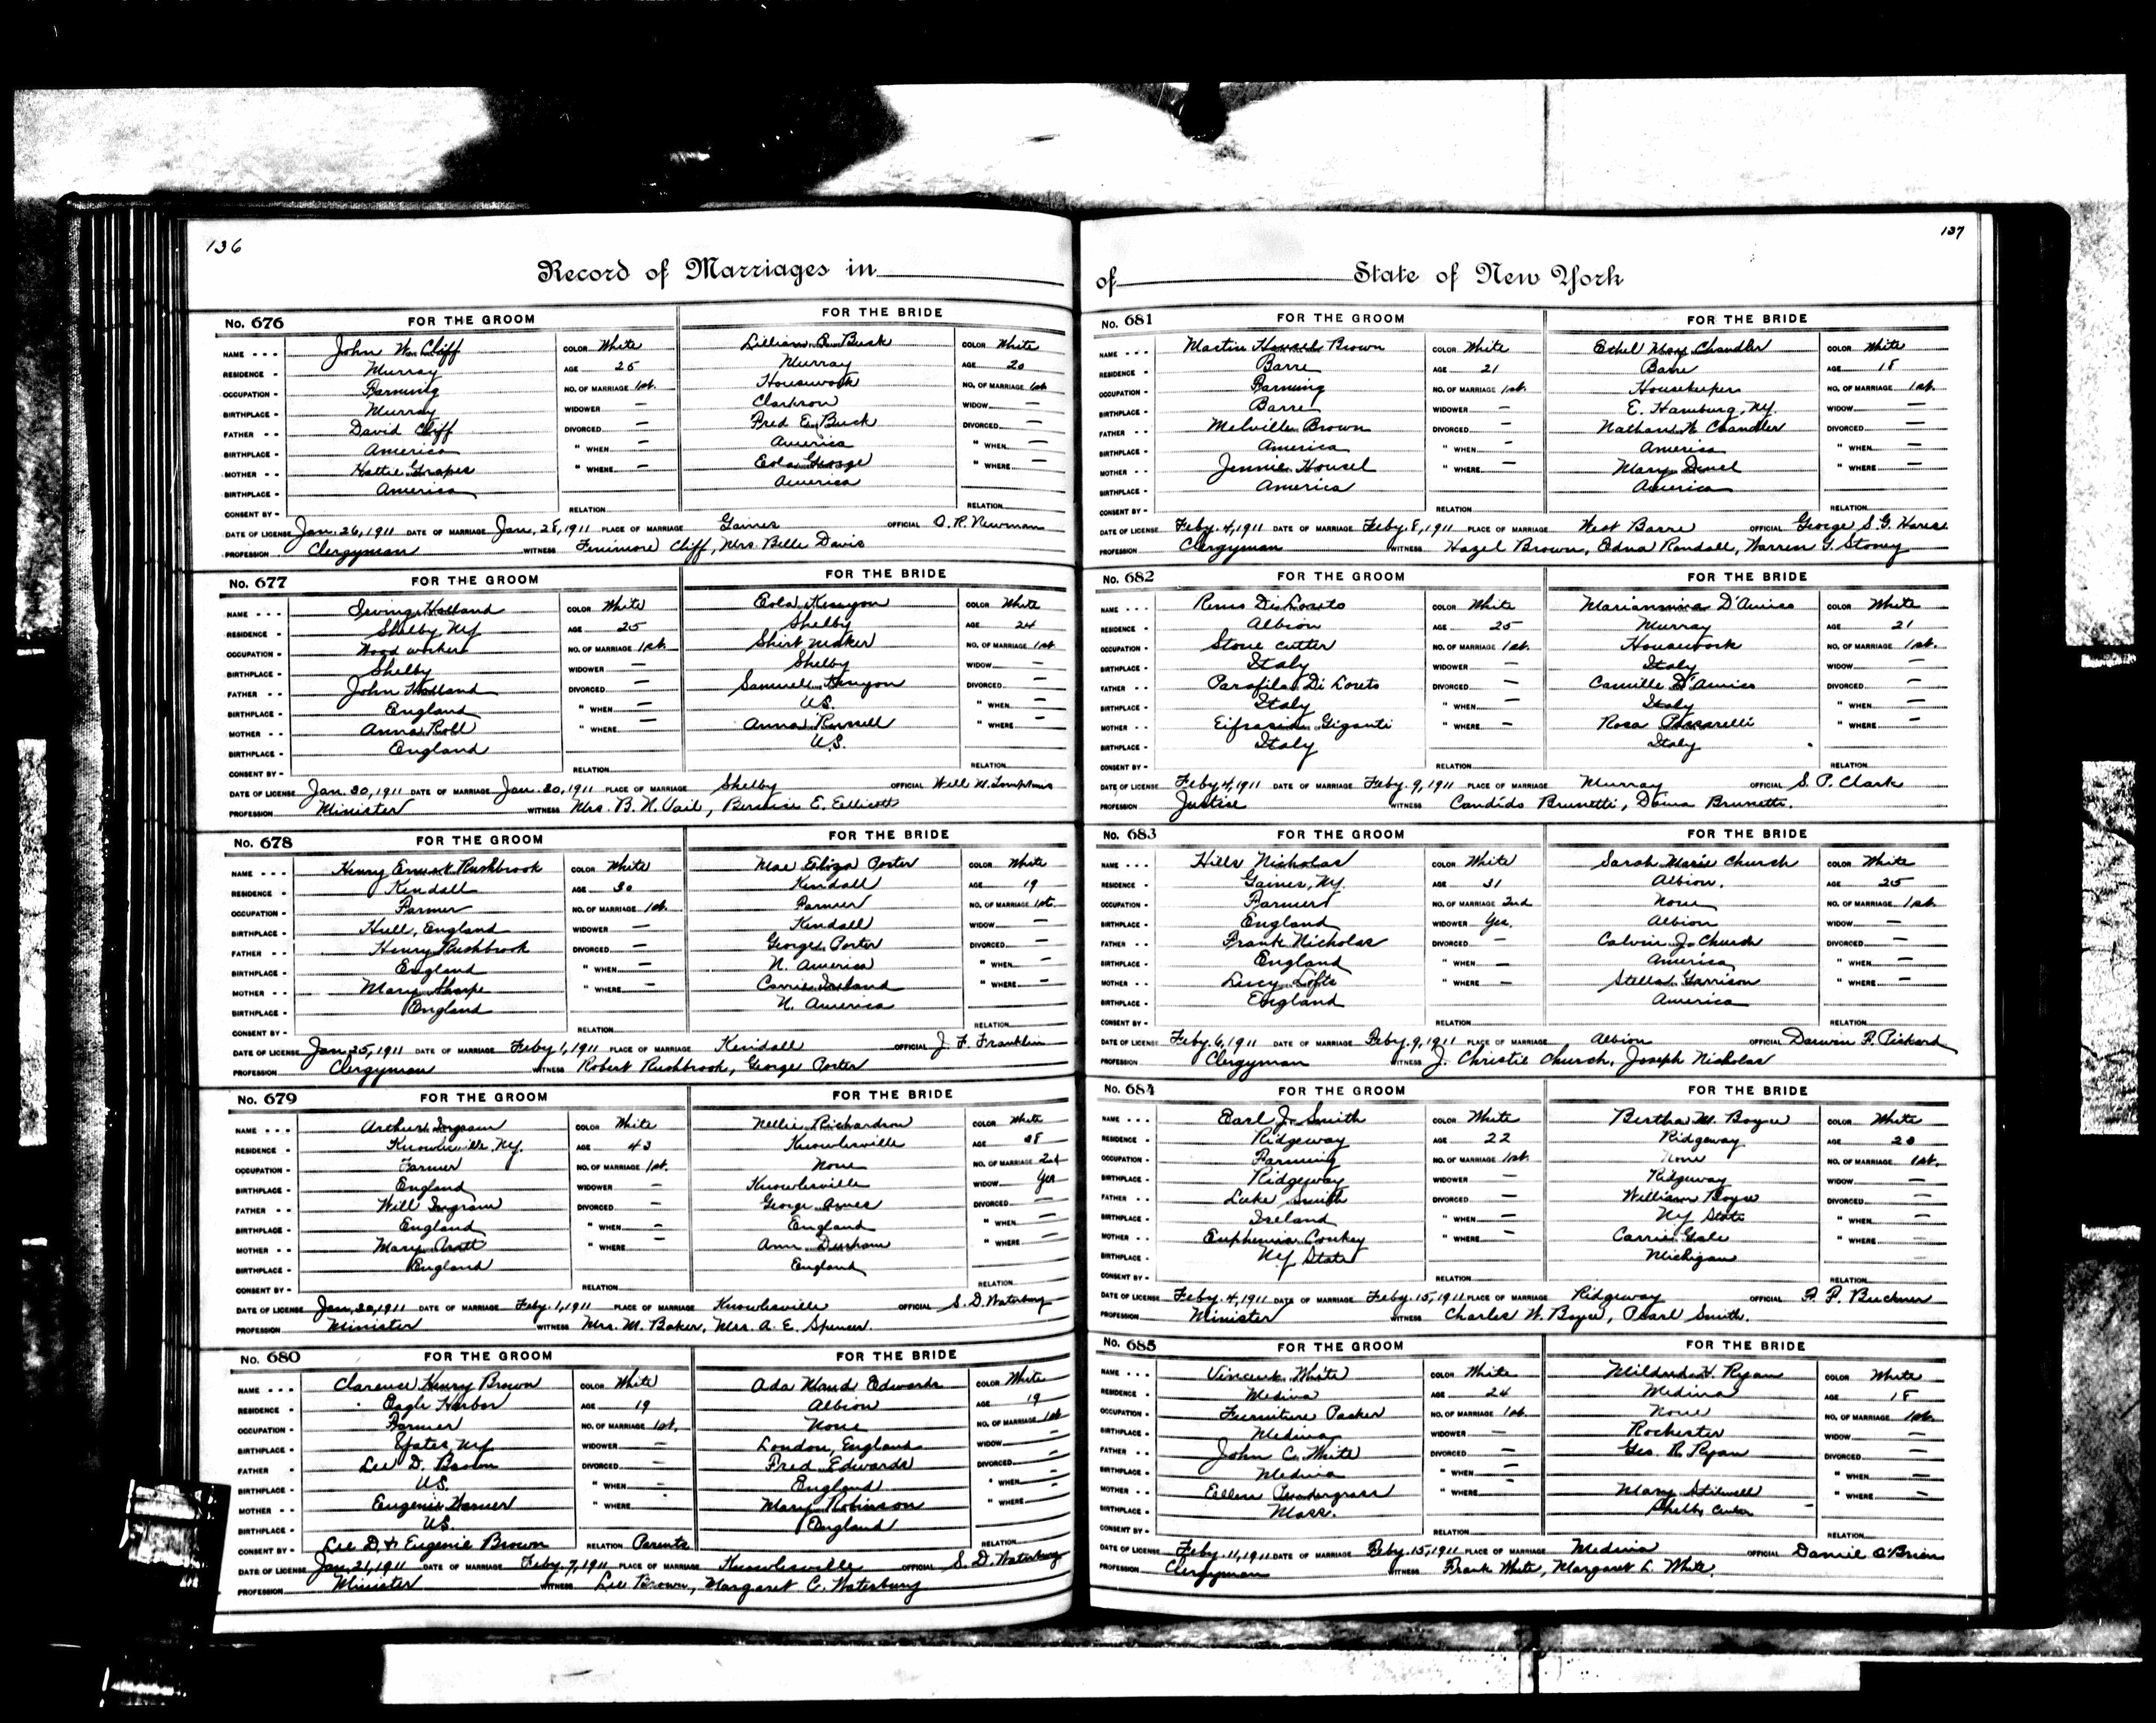 136
Record of Marriages in
No. 676 FOR THE GROOM FOR THE BRIDE
NAME John W. Cliff COLOR White Lillian E. Buck COLOR White
RESIDENCE Murray AGE 25 Murray AGE 20
OCCUPATION Farming NO. OF MARRIAGE 1st. Housework NO. OF MARRIAGE 1st.
BIRTHPLACE Murray WIDOWER — Clarkson WIDOW —
FATHER David Cliff DIVORCED — Fred E. Buck DIVORCED —
BIRTHPLACE America " WHEN — America " WHEN —
MOTHER Hattie Grapes " WHERE — Eola George " WHERE —
BIRTHPLACE America America
CONSENT BY RELATION RELATION
DATE OF LICENSE Jan. 26, 1911 DATE OF MARRIAGE Jan. 28, 1911 PLACE OF MARRIAGE Gaines OFFICIAL O. R. Newman
PROFESSION Clergyman WITNESS Fenimore Cliff, Mrs. Belle Davis
No. 677 FOR THE GROOM FOR THE BRIDE
NAME Irving Holland COLOR White Eola Kenyon COLOR White
RESIDENCE Shelby, NY AGE 25 Shelby AGE 24
OCCUPATION Wood worker NO. OF MARRIAGE 1st. Shirt maker NO. OF MARRIAGE 1st.
BIRTHPLACE Shelby WIDOWER — Shelby WIDOW —
FATHER John Holland DIVORCED — Samuell Kenyon DIVORCED —
BIRTHPLACE England " WHEN — U.S. " WHEN —
MOTHER Anna Roll " WHERE — Anna Russell " WHERE —
BIRTHPLACE England U.S.
CONSENT BY RELATION RELATION
DATE OF LICENSE Jan. 30, 1911 DATE OF MARRIAGE Jan. 30, 1911 PLACE OF MARRIAGE Shelby OFFICIAL Will W. Tompkins
PROFESSION Minister WITNESS Mrs. B. N. Vail, Bernice E. Ellicott
No. 678 FOR THE GROOM FOR THE BRIDE
NAME Henry Ernest Rushbrook COLOR White Mae Eliza Porter COLOR White
RESIDENCE Kendall AGE 30 Kendall AGE 19
OCCUPATION Farmer NO. OF MARRIAGE 1st. Farmer NO. OF MARRIAGE 1st.
BIRTHPLACE Hull, England WIDOWER — Kendall WIDOW —
FATHER Henry Rushbrook DIVORCED — George Porter DIVORCED —
BIRTHPLACE England " WHEN — N. America " WHEN —
MOTHER Mary Sharpe " WHERE — Carrie Ireland " WHERE —
BIRTHPLACE England N. America
CONSENT BY RELATION RELATION
DATE OF LICENSE Jan. 25, 1911 DATE OF MARRIAGE Feby. 1, 1911 PLACE OF MARRIAGE Kendall OFFICIAL J. F. Franklin
PROFESSION Clergyman WITNESS Robert Rushbrook, George Porter
No. 679 FOR THE GROOM FOR THE BRIDE
NAME Arthur Ingram COLOR White Nellie Richardson COLOR White
RESIDENCE Knowlesville, NY. AGE 43 Knowlesville AGE
OCCUPATION Farmer NO. OF MARRIAGE 1st. None NO. OF MARRIAGE 2nd
BIRTHPLACE England WIDOWER — Knowlesville WIDOW Yes
FATHER Will Ingram DIVORCED — George Ames DIVORCED —
BIRTHPLACE England " WHEN — England " WHEN —
MOTHER Mary Pratt " WHERE — Ann Durham " WHERE —
BIRTHPLACE England England
CONSENT BY RELATION RELATION
DATE OF LICENSE Jan. 30, 1911 DATE OF MARRIAGE Feby. 1, 1911 PLACE OF MARRIAGE Knowlesville OFFICIAL S. D. Waterbury
PROFESSION Minister WITNESS Mrs. M. Baker, Mrs. A. E. Spencer.
No. 680 FOR THE GROOM FOR THE BRIDE
NAME Clarence Henry Brown COLOR White Ada Maud Edwards COLOR White
RESIDENCE Eagle Harbor AGE 19 Albion AGE 19
OCCUPATION Farmer NO. OF MARRIAGE 1st. None NO. OF MARRIAGE 1st
BIRTHPLACE Yates, NY WIDOWER — London, England WIDOW —
FATHER Lee D. Brown DIVORCED — Fred Edwards DIVORCED —
BIRTHPLACE U.S. " WHEN — England " WHEN —
MOTHER Eugenie " WHERE Mary Robinson " WHERE —
BIRTHPLACE U.S. England
CONSENT BY Lee D. & Eugenie Brown RELATION Parents RELATION
DATE OF LICENSE Jan. 21, 1911 DATE OF MARRIAGE Feby. 7, 1911 PLACE OF MARRIAGE Knowlesville OFFICIAL S. D. Waterbury
PROFESSION Minister WITNESS Lee Brown, Margaret C. Waterbury
137
of State of New York
No. 681 FOR THE GROOM FOR THE BRIDE
NAME Martin Housel Brown COLOR White Ethel May Chandler COLOR White
RESIDENCE Barre AGE 21 Barre AGE 18
OCCUPATION Farming NO. OF MARRIAGE 1st. Housekeeper NO. OF MARRIAGE 1st.
BIRTHPLACE Barre WIDOWER — E. Hamburg, NY. WIDOW —
FATHER Melville Brown DIVORCED — Nathan N. Chandler DIVORCED —
BIRTHPLACE America " WHEN — America " WHEN —
MOTHER Jennie Housel " WHERE — Mary " WHERE —
BIRTHPLACE America America
RELATION RELATION
DATE OF LICENSE Feby. 4, 1911 DATE OF MARRIAGE Feby. 8, 1911 PLACE OF MARRIAGE West Barre OFFICIAL George S. G.
PROFESSION Clergyman WITNESS Hazel Brown, Edna Randall, Warren G. Stoney
No. 682 FOR THE GROOM FOR THE BRIDE
NAME Remo Di Loreto COLOR White Mariannina D'Amico COLOR White
RESIDENCE Albion AGE 25 Murray AGE 21
OCCUPATION Stone cutter NO. OF MARRIAGE 1st. Housework NO. OF MARRIAGE 1st.
BIRTHPLACE Italy WIDOWER — Italy WIDOW —
FATHER Parafilo Di Loreto DIVORCED — Camille D'Amico DIVORCED —
BIRTHPLACE Italy " WHEN — Italy " WHEN —
MOTHER Eifrasia Giganti " WHERE — Rosa " WHERE —
BIRTHPLACE Italy Italy
CONSENT BY RELATION RELATION
DATE OF LICENSE Feby. 4, 1911 DATE OF MARRIAGE Feby. 9, 1911 PLACE OF MARRIAGE Murray OFFICIAL S. P. Clark
PROFESSION Justice WITNESS Candido Brunetti, Brunetti.
No. 683 FOR THE GROOM FOR THE BRIDE
NAME Hills Nicholas COLOR White Sarah Marie Church COLOR White
RESIDENCE Gaines, NY. AGE 31 Albion. AGE 25
OCCUPATION Farmer NO. OF MARRIAGE 2nd None NO. OF MARRIAGE 1st.
BIRTHPLACE England WIDOWER Yes. Albion WIDOW —
FATHER Frank Nicholas DIVORCED — Calvin J. Church DIVORCED —
BIRTHPLACE England " WHEN — America " WHEN —
MOTHER Lucy Lofts " WHERE — Stella Garrison " WHERE —
BIRTHPLACE England America
CONSENT BY RELATION RELATION
DATE OF LICENSE Feby. 6, 1911 DATE OF MARRIAGE Feby. 9, 1911 PLACE OF MARRIAGE Albion OFFICIAL Darwin F. Pickard
PROFESSION Clergyman WITNESS J. Christie Church, Joseph Nicholas
No. 684 FOR THE GROOM FOR THE BRIDE
NAME Earl J. Smith COLOR White Bertha M. Boyce COLOR White
RESIDENCE Ridgeway AGE 22 Ridgeway AGE 20
OCCUPATION Farming NO. OF MARRIAGE 1st. None NO. OF MARRIAGE 1st.
BIRTHPLACE Ridgeway WIDOWER — Ridgeway WIDOW —
FATHER Luke Smith DIVORCED — William Boyce DIVORCED —
BIRTHPLACE Ireland " WHEN — NY State " WHEN —
MOTHER Euphemia Conkey " WHERE — Carrie Gale " WHERE —
BIRTHPLACE NY State Michigan
CONSENT BY RELATION RELATION
DATE OF LICENSE Feby. 4, 1911 DATE OF MARRIAGE Feby. 15, 1911 PLACE OF MARRIAGE Ridgeway OFFICIAL F. P. Buckner
PROFESSION Minister WITNESS Charles W. Boyce, Pearl Smith.
No. 685 FOR THE GROOM FOR THE BRIDE
NAME Vincent White COLOR White Mildred H. Ryan COLOR White
RESIDENCE Medina AGE 24 Medina AGE 18
OCCUPATION Furniture Packer NO. OF MARRIAGE 1st. None NO. OF MARRIAGE 1st.
BIRTHPLACE Medina WIDOWER — Rochester WIDOW —
FATHER John C. White DIVORCED — Geo. R. Ryan DIVORCED —
BIRTHPLACE Medina " WHEN — " WHEN —
MOTHER Ellen Pendergrass " WHERE — Mary Stilwell " WHERE —
BIRTHPLACE Mass. Shelby Center
CONSENT BY RELATION RELATION
DATE OF LICENSE Feby. 11, 1911 DATE OF MARRIAGE Feby. 15, 1911 PLACE OF MARRIAGE Medina OFFICIAL Daniel O'Brien
PROFESSION Clergyman WITNESS Frank White, Margaret L. White.